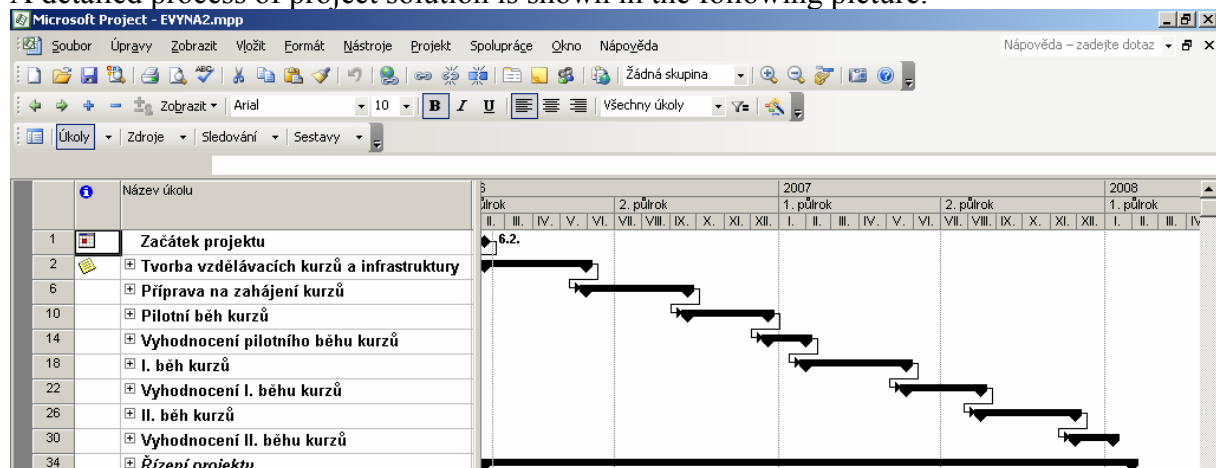 A detailed process of project solution is shown in the following picture.
Microsoft Project - EVYNA2.mpp
Soubor Úpravy Zobrazit Vložit Formát Nástroje Projekt Spolupráce Okno Nápověda Nápověda – zadejte dotaz
Žádná skupina
Zobrazit Arial 10 B I U Všechny úkoly
Úkoly Zdroje Sledování Sestavy
Název úkolu 6 2007 2008
půlrok 2. půlrok 1. půlrok 2. půlrok 1. půlrok
II. III. IV. V. VI. VII. VIII. IX. X. XI. XII. I. II. III. IV. V. VI. VII. VIII. IX. X. XI. XII. I. II. III. IV
1 Začátek projektu 6.2.
2 Tvorba vzdělávacích kurzů a infrastruktury
6 Příprava na zahájení kurzů
10 Pilotní běh kurzů
14 Vyhodnocení pilotního běhu kurzů
18 I. běh kurzů
22 Vyhodnocení I. běhu kurzů
26 II. běh kurzů
30 Vyhodnocení II. běhu kurzů
34 Řízení projektu